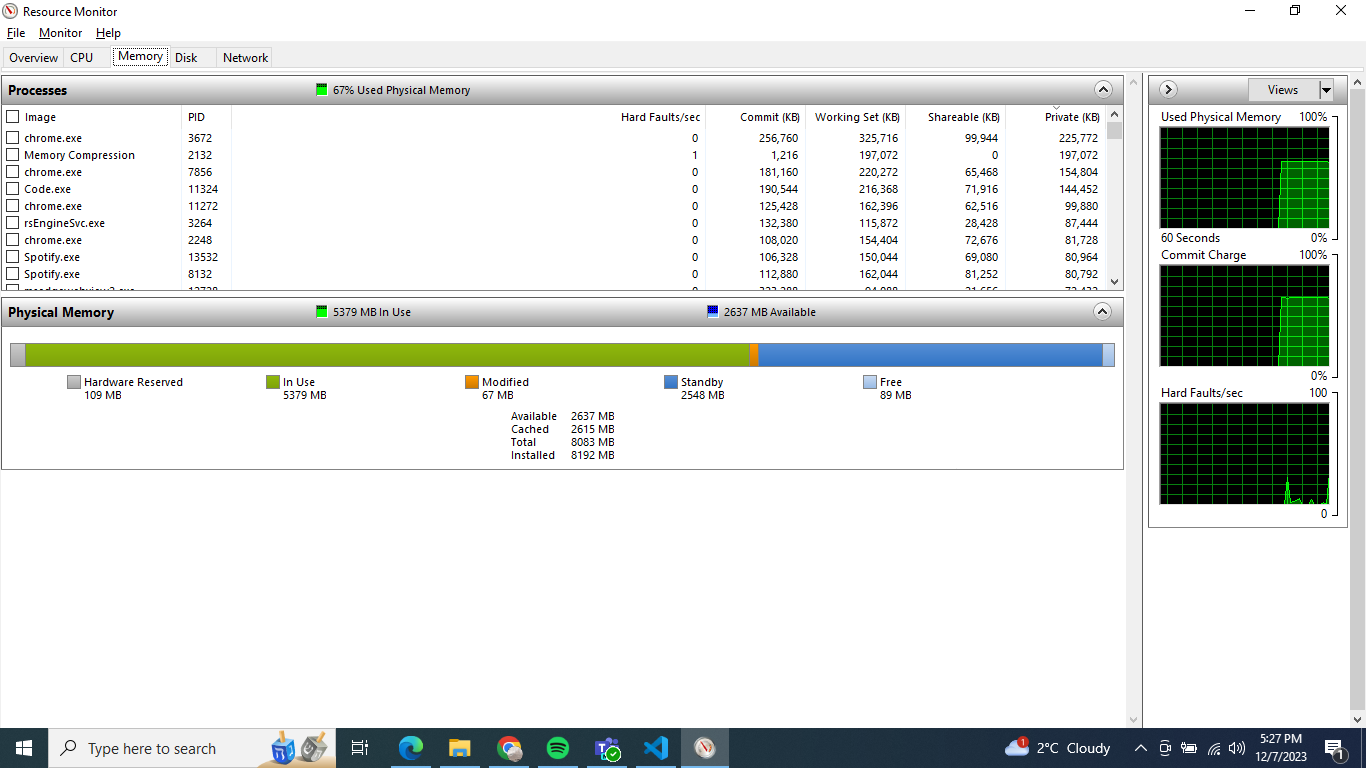 Resource Monitor
File Monitor Help
Overview CPU Memory Disk Network
Processes 67% Used Physical Memory
Image PID Hard Faults/sec Commit (KB) Working Set (KB) Shareable (KB) Private (KB)
chrome.exe 3672 0 256,760 325,716 99,944 225,772
Memory Compression 2132 1 1,216 197,072 0 197,072
chrome.exe 7856 0 181,160 220,272 65,468 154,804
Code.exe 11324 0 190,544 216,368 71,916 144,452
chrome.exe 11272 0 125,428 162,396 62,516 99,880
rsEngineSvc.exe 3264 0 132,380 115,872 28,428 87,444
chrome.exe 2248 0 108,020 154,404 72,676 81,728
Spotify.exe 13532 0 106,328 150,044 69,080 80,964
Spotify.exe 8132 0 112,880 162,044 81,252 80,792
Physical Memory 5379 MB In Use 2637 MB Available
Hardware Reserved In Use Modified Standby Free
109 MB 5379 MB 67 MB 2548 MB 89 MB
Available 2637 MB
Cached 2615 MB
Total 8083 MB
Installed 8192 MB
Views
Used Physical Memory 100%
60 Seconds 0%
Commit Charge 100%
0%
Hard Faults/sec 100
0
Type here to search
1
2°C Cloudy
5:27 PM
12/7/2023
1